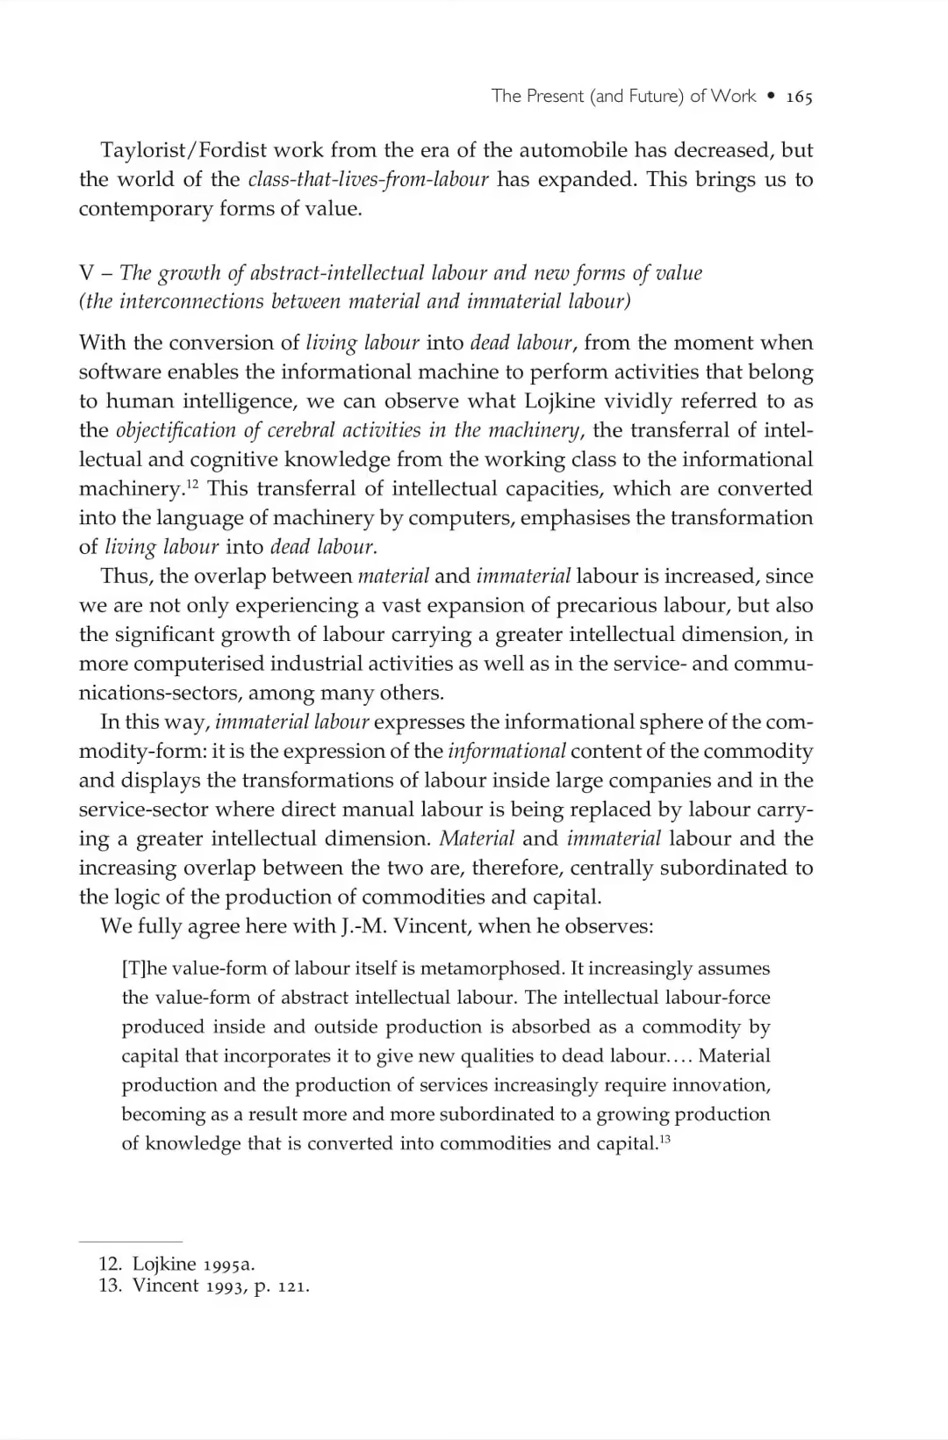 The Present (and Future) of Work • 165
Taylorist/Fordist work from the era of the automobile has decreased, but
the world of the class-that-lives-from-labour has expanded. This brings us to
contemporary forms of value.
V – The growth of abstract-intellectual labour and new forms of value
(the interconnections between material and immaterial labour)
With the conversion of living labour into dead labour, from the moment when
software enables the informational machine to perform activities that belong
to human intelligence, we can observe what Lojkine vividly referred to as
the objectification of cerebral activities in the machinery, the transferral of intel-
lectual and cognitive knowledge from the working class to the informational
machinery.12 This transferral of intellectual capacities, which are converted
into the language of machinery by computers, emphasises the transformation
of living labour into dead labour.
Thus, the overlap between material and immaterial labour is increased, since
we are not only experiencing a vast expansion of precarious labour, but also
the significant growth of labour carrying a greater intellectual dimension, in
more computerised industrial activities as well as in the service- and commu-
nications-sectors, among many others.
In this way, immaterial labour expresses the informational sphere of the com-
modity-form: it is the expression of the informational content of the commodity
and displays the transformations of labour inside large companies and in the
service-sector where direct manual labour is being replaced by labour carry-
ing a greater intellectual dimension. Material and immaterial labour and the
increasing overlap between the two are, therefore, centrally subordinated to
the logic of the production of commodities and capital.
We fully agree here with J.-M. Vincent, when he observes:
[T]he value-form of labour itself is metamorphosed. It increasingly assumes
the value-form of abstract intellectual labour. The intellectual labour-force
produced inside and outside production is absorbed as a commodity by
capital that incorporates it to give new qualities to dead labour.... Material
production and the production of services increasingly require innovation,
becoming as a result more and more subordinated to a growing production
of knowledge that is converted into commodities and capital.13
12. Lojkine 1995a.
13. Vincent 1993, p. 121.